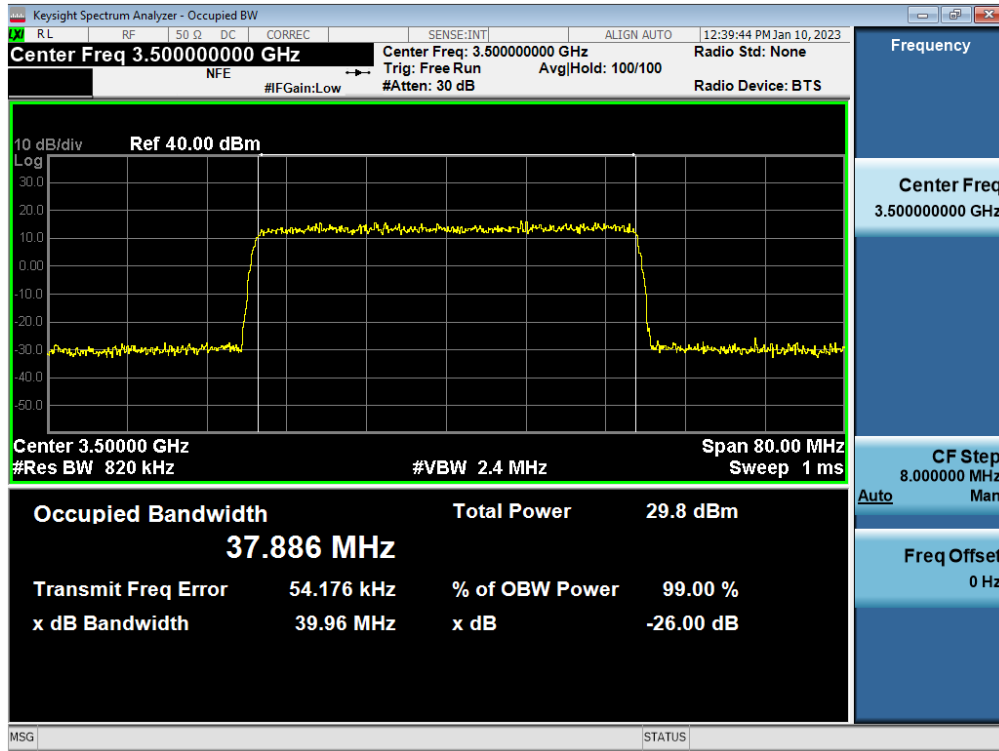 Keysight Spectrum Analyzer - Occupied BW
LXI RL RF 50 Ω DC CORREC SENSE:INT ALIGN AUTO 12:39:44 PM Jan 10, 2023
Center Freq 3.500000000 GHz
NFE
#IFGain:Low
Center Freq: 3.500000000 GHz
Trig: Free Run Avg|Hold: 100/100
#Atten: 30 dB
Radio Std: None
Radio Device: BTS
10 dB/div Ref 40.00 dBm
Log
30.0
20.0
10.0
0.00
-10.0
-20.0
-30.0
-40.0
-50.0
Center 3.50000 GHz Span 80.00 MHz
#Res BW 820 kHz #VBW 2.4 MHz Sweep 1 ms
Occupied Bandwidth
37.886 MHz
Total Power 29.8 dBm
Transmit Freq Error 54.176 kHz % of OBW Power 99.00 %
x dB Bandwidth 39.96 MHz x dB -26.00 dB
Frequency
Center Freq
3.500000000 GHz
CF Step
8.000000 MHz
Auto Man
Freq Offset
0 Hz
MSG STATUS